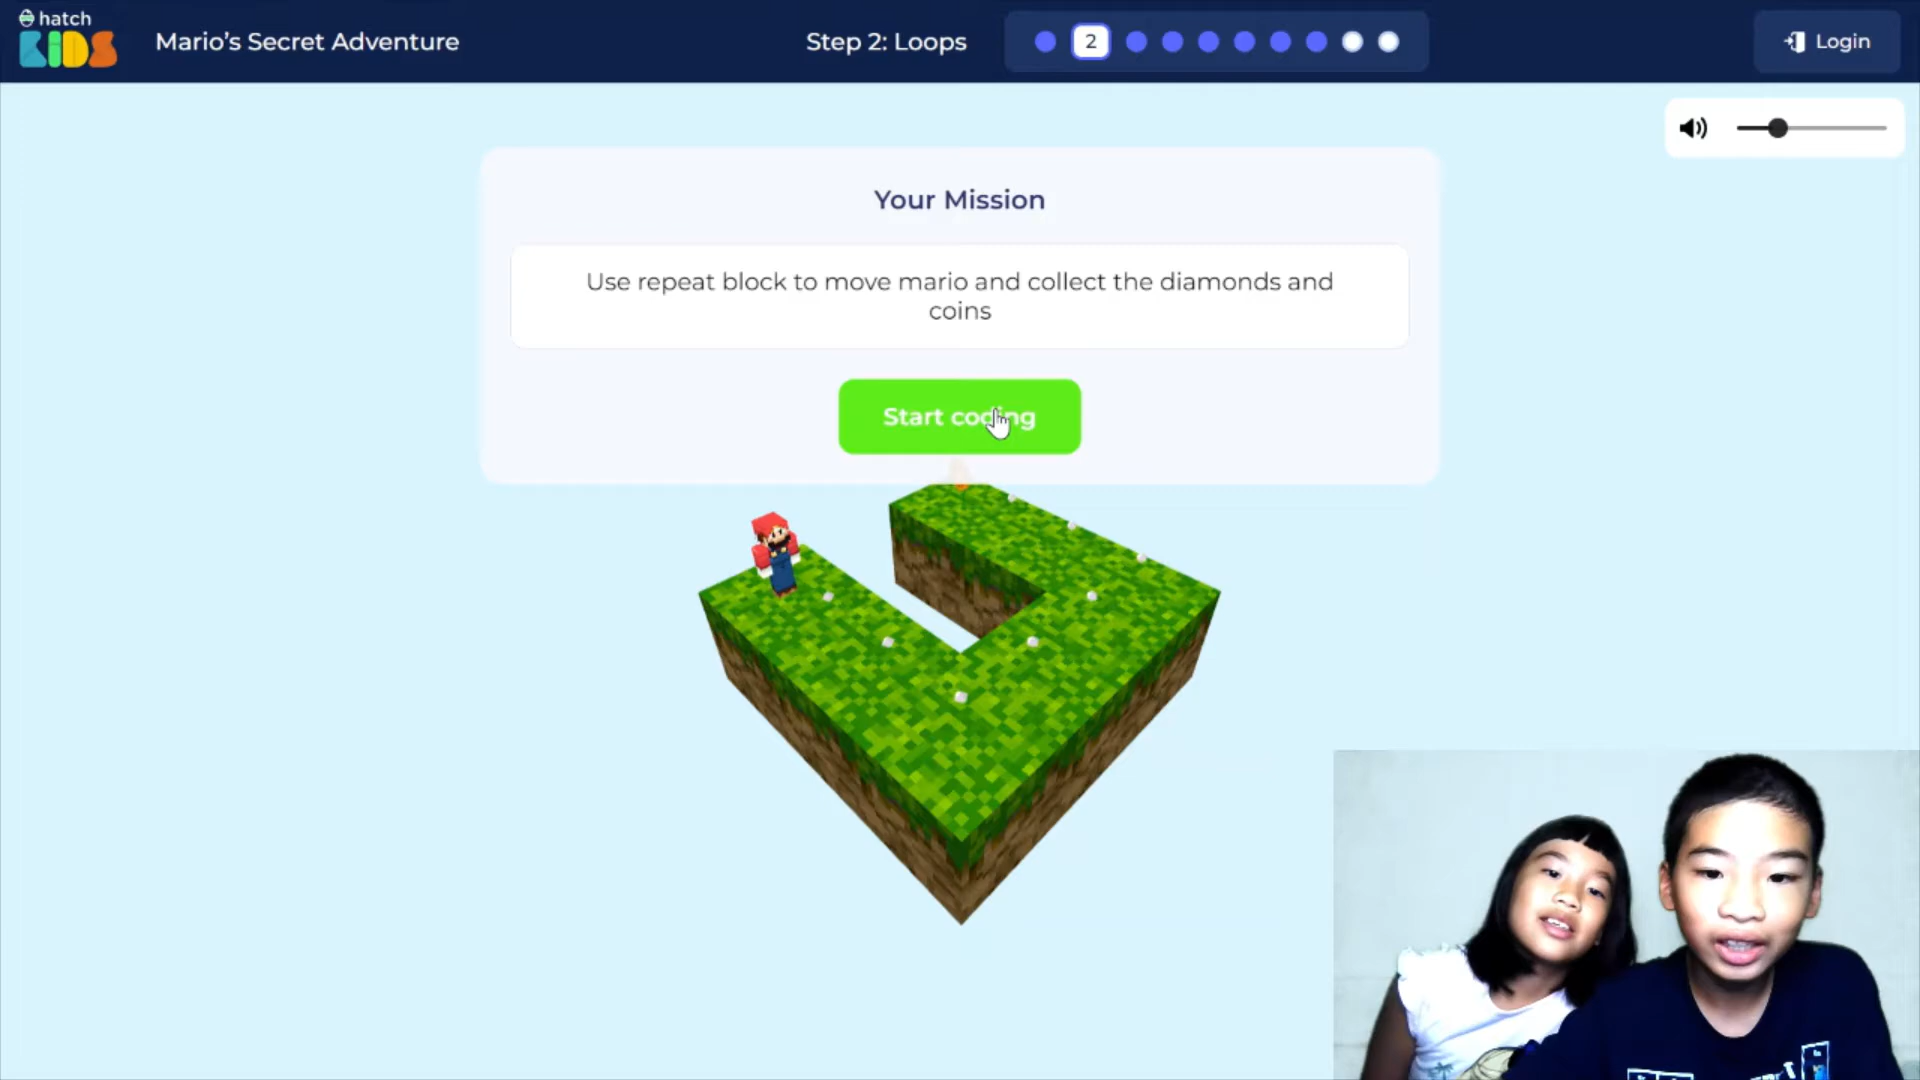 hatch
KIDS
Mario's Secret Adventure
Step 2: Loops
2
Login
Your Mission
Use repeat block to move mario and collect the diamonds and
coins
Start coding